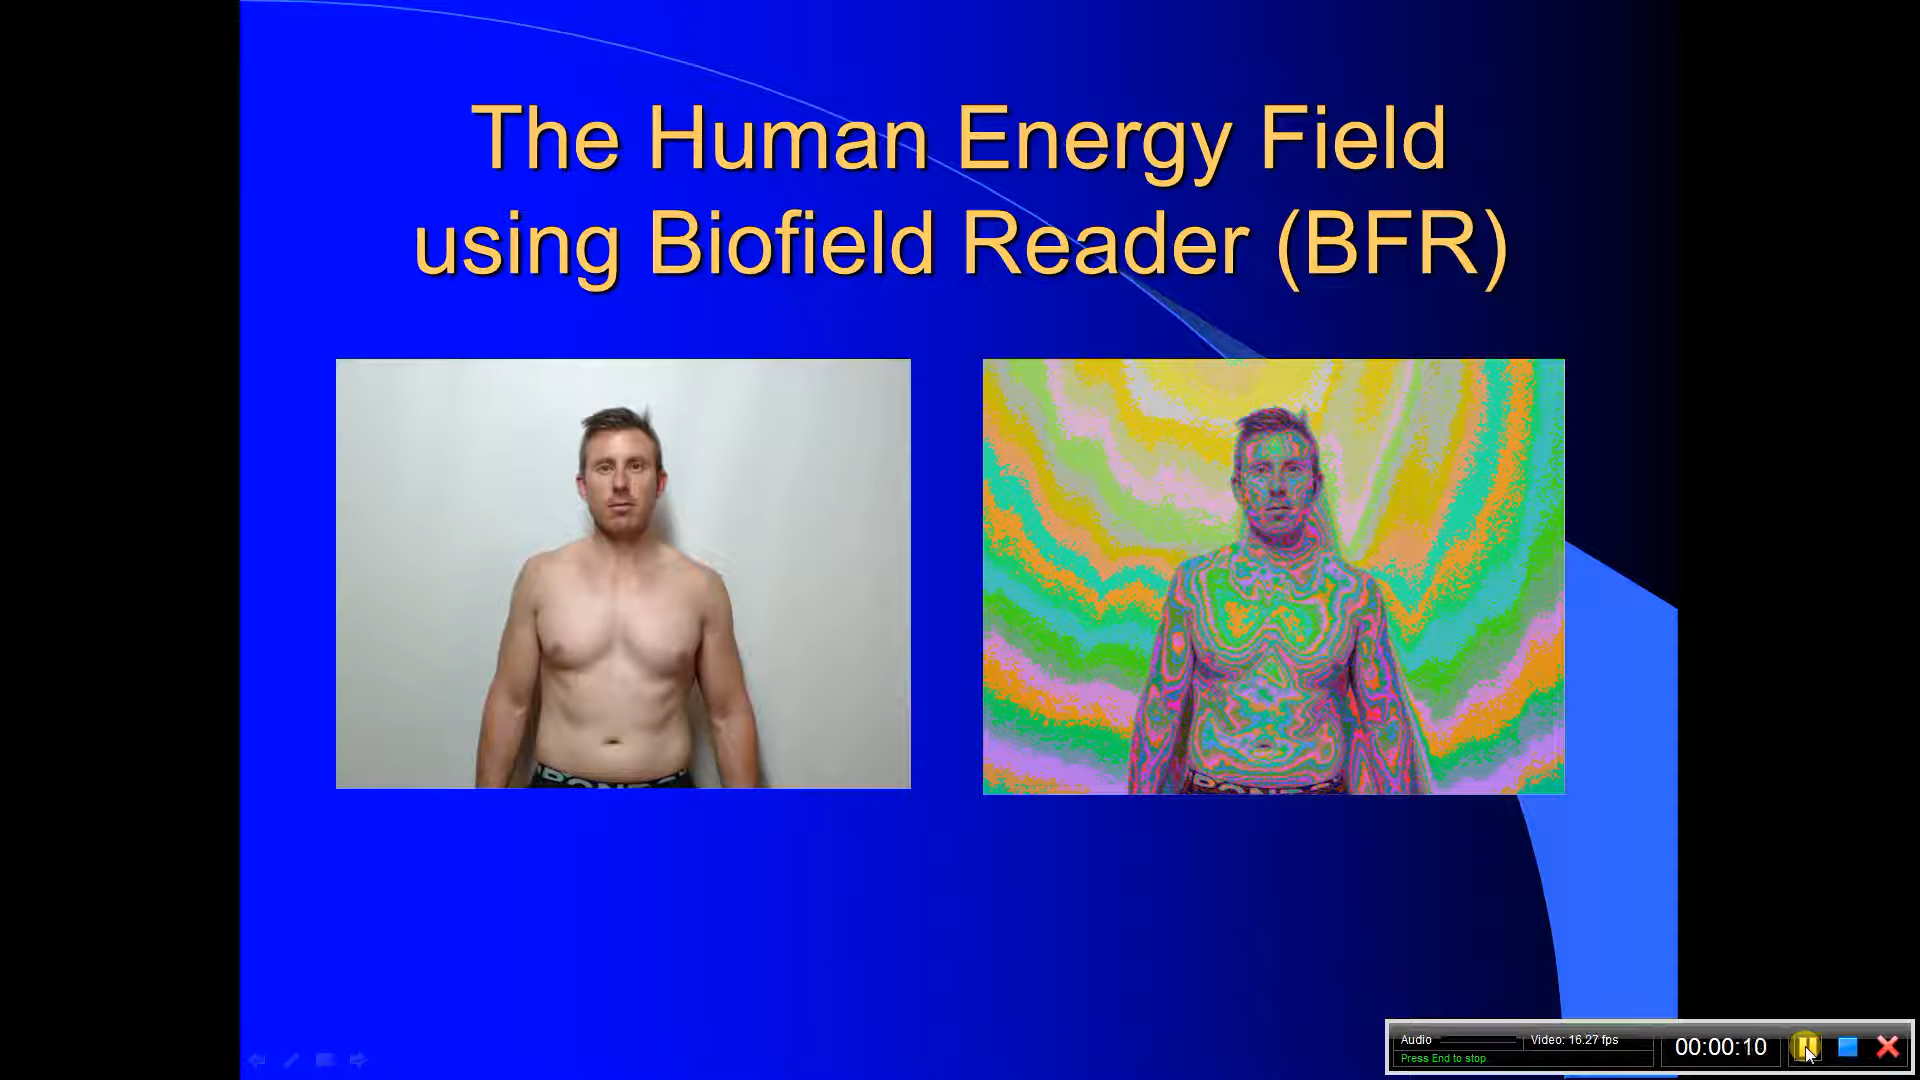 The Human Energy Field
using Biofield Reader (BFR)
Audio
Video: 16.27 fps
Press End to stop
00:00:10